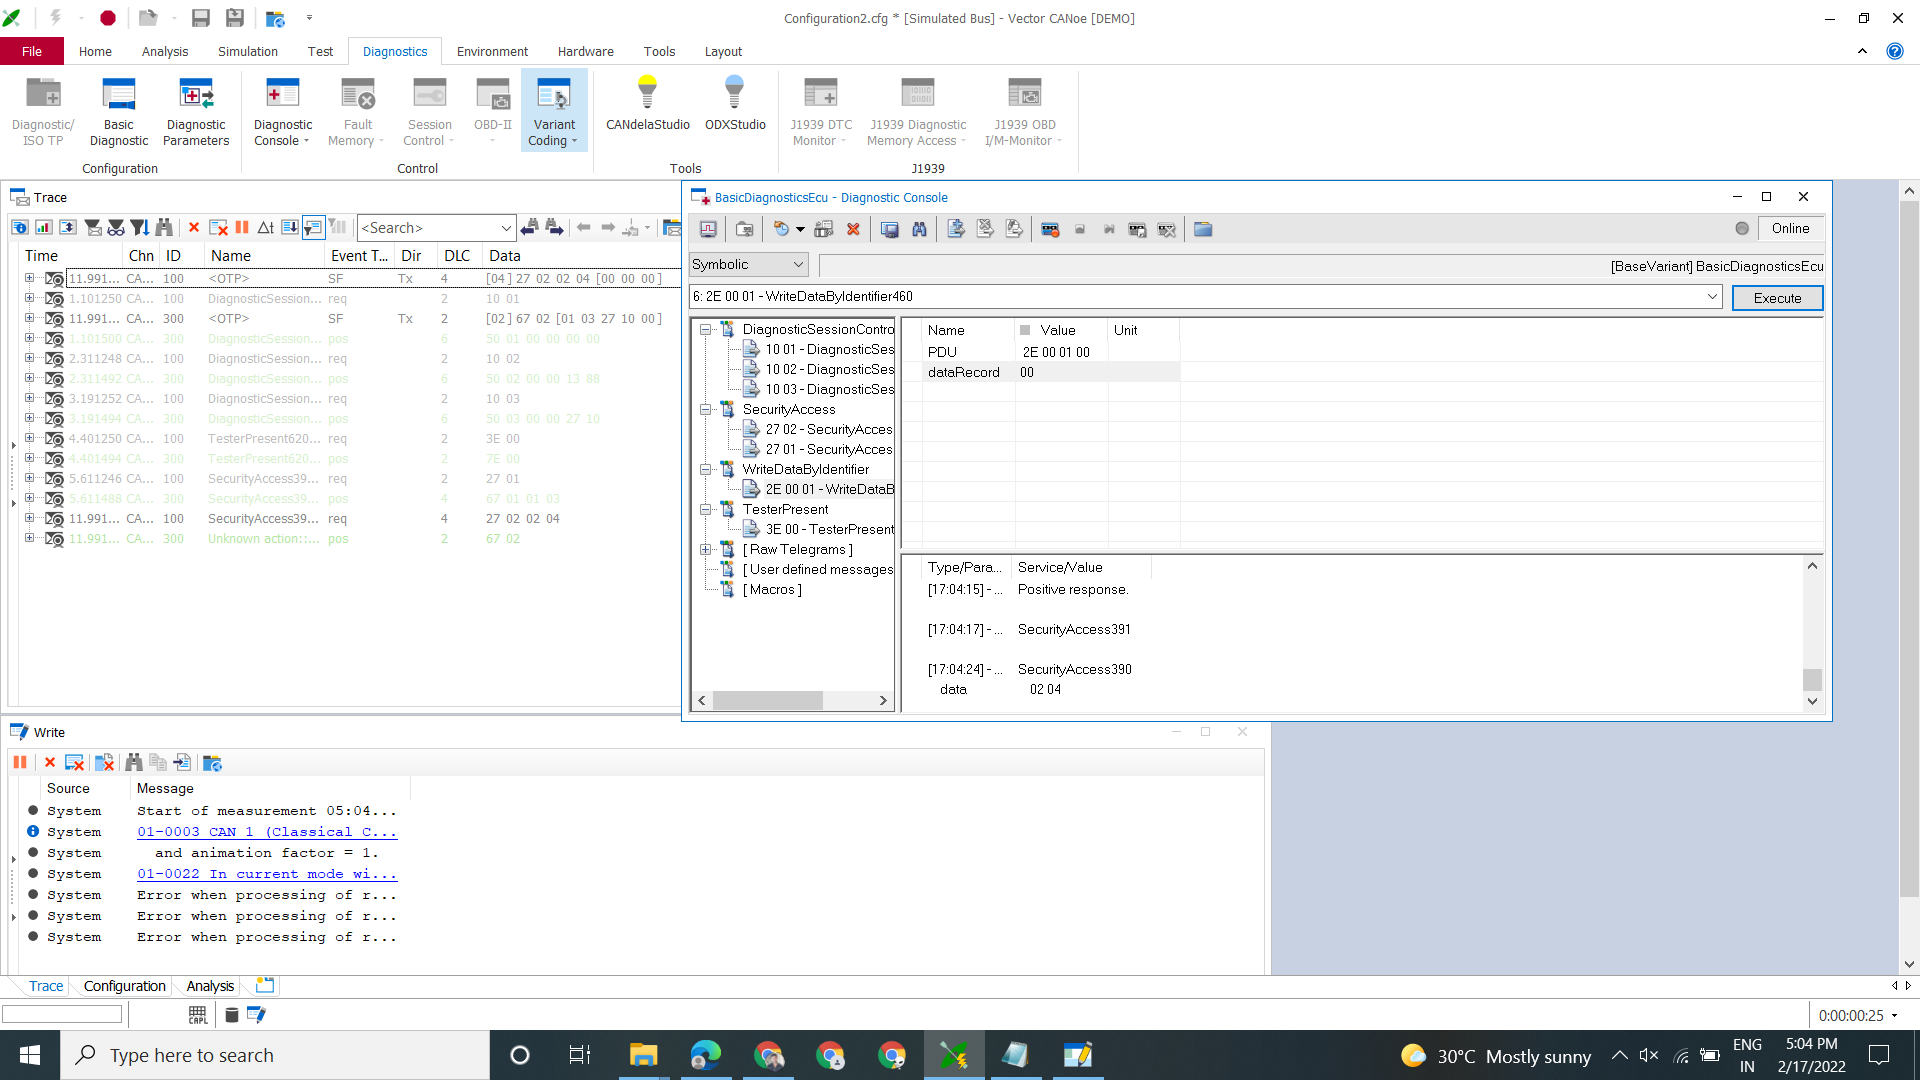 Configuration2.cfg * [Simulated Bus] - Vector CANoe [DEMO]
File Home Analysis Simulation Test Diagnostics Environment Hardware Tools Layout
Diagnostic/ ISO TP
Basic Diagnostic
Diagnostic Parameters
Diagnostic Console
Fault Memory
Session Control
OBD-II
Variant Coding
CANdelaStudio
ODXStudio
J1939 DTC Monitor
J1939 Diagnostic Memory Access
J1939 OBD I/M-Monitor
Configuration Control Tools J1939
Trace
<Search>
Time Chn ID Name Event T... Dir DLC Data
11.991... CA... 100 <OTP> SF Tx 4 [04] 27 02 02 04 [00 00 00]
1.101250 CA... 100 DiagnosticSession... req 2 10 01
11.991... CA... 300 <OTP> SF Tx 2 [02] 67 02 [01 03 27 10 00]
1.101500 CA... 300 DiagnosticSession... pos 6 50 01 00 00 00 00
2.311248 CA... 100 DiagnosticSession... req 2 10 02
2.311492 CA... 300 DiagnosticSession... pos 6 50 02 00 00 13 88
3.191252 CA... 100 DiagnosticSession... req 2 10 03
3.191494 CA... 300 DiagnosticSession... pos 6 50 03 00 00 27 10
4.401250 CA... 100 TesterPresent620... req 2 3E 00
4.401494 CA... 300 TesterPresent620... pos 2 7E 00
5.611246 CA... 100 SecurityAccess39... req 2 27 01
5.611488 CA... 300 SecurityAccess39... pos 4 67 01 01 03
11.991... CA... 100 SecurityAccess39... req 4 27 02 02 04
11.991... CA... 300 Unknown action::... pos 2 67 02
BasicDiagnosticsEcu - Diagnostic Console
Online
Symbolic
[BaseVariant] BasicDiagnosticsEcu
6: 2E 00 01 - WriteDataByIdentifier460
Execute
DiagnosticSessionContro
10 01 - DiagnosticSes
10 02 - DiagnosticSes
10 03 - DiagnosticSes
SecurityAccess
27 02 - SecurityAcces
27 01 - SecurityAcces
WriteDataByIdentifier
2E 00 01 - WriteDataB
TesterPresent
3E 00 - TesterPresent
[ Raw Telegrams ]
[ User defined messages
[ Macros ]
Name Value Unit
PDU 2E 00 01 00
dataRecord 00
Type/Para... Service/Value
[17:04:15] - ... Positive response.
[17:04:17] - ... SecurityAccess391
[17:04:24] - ... SecurityAccess390
data 02 04
Write
Source Message
System Start of measurement 05:04...
System 01-0003 CAN 1 (Classical C...
System and animation factor = 1.
System 01-0022 In current mode wi...
System Error when processing of r...
System Error when processing of r...
System Error when processing of r...
Trace Configuration Analysis
CAPL
0:00:00:25
Type here to search
30°C Mostly sunny
ENG
IN
5:04 PM
2/17/2022